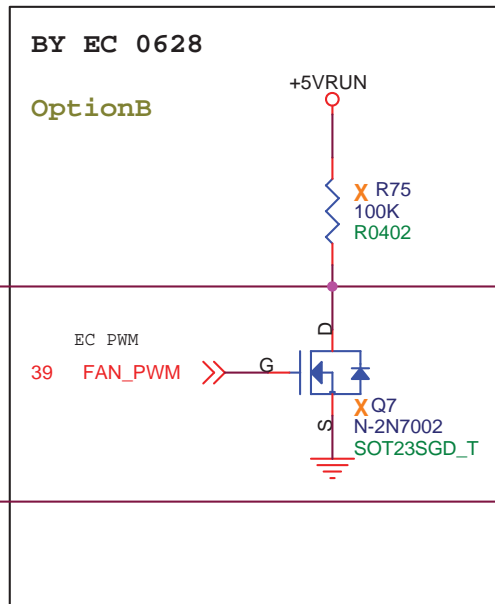 BY EC 0628
OptionB
+5VRUN
X R75
100K
R0402
D
EC PWM
39 FAN_PWM
G
S
X Q7
N-2N7002
SOT23SGD_T